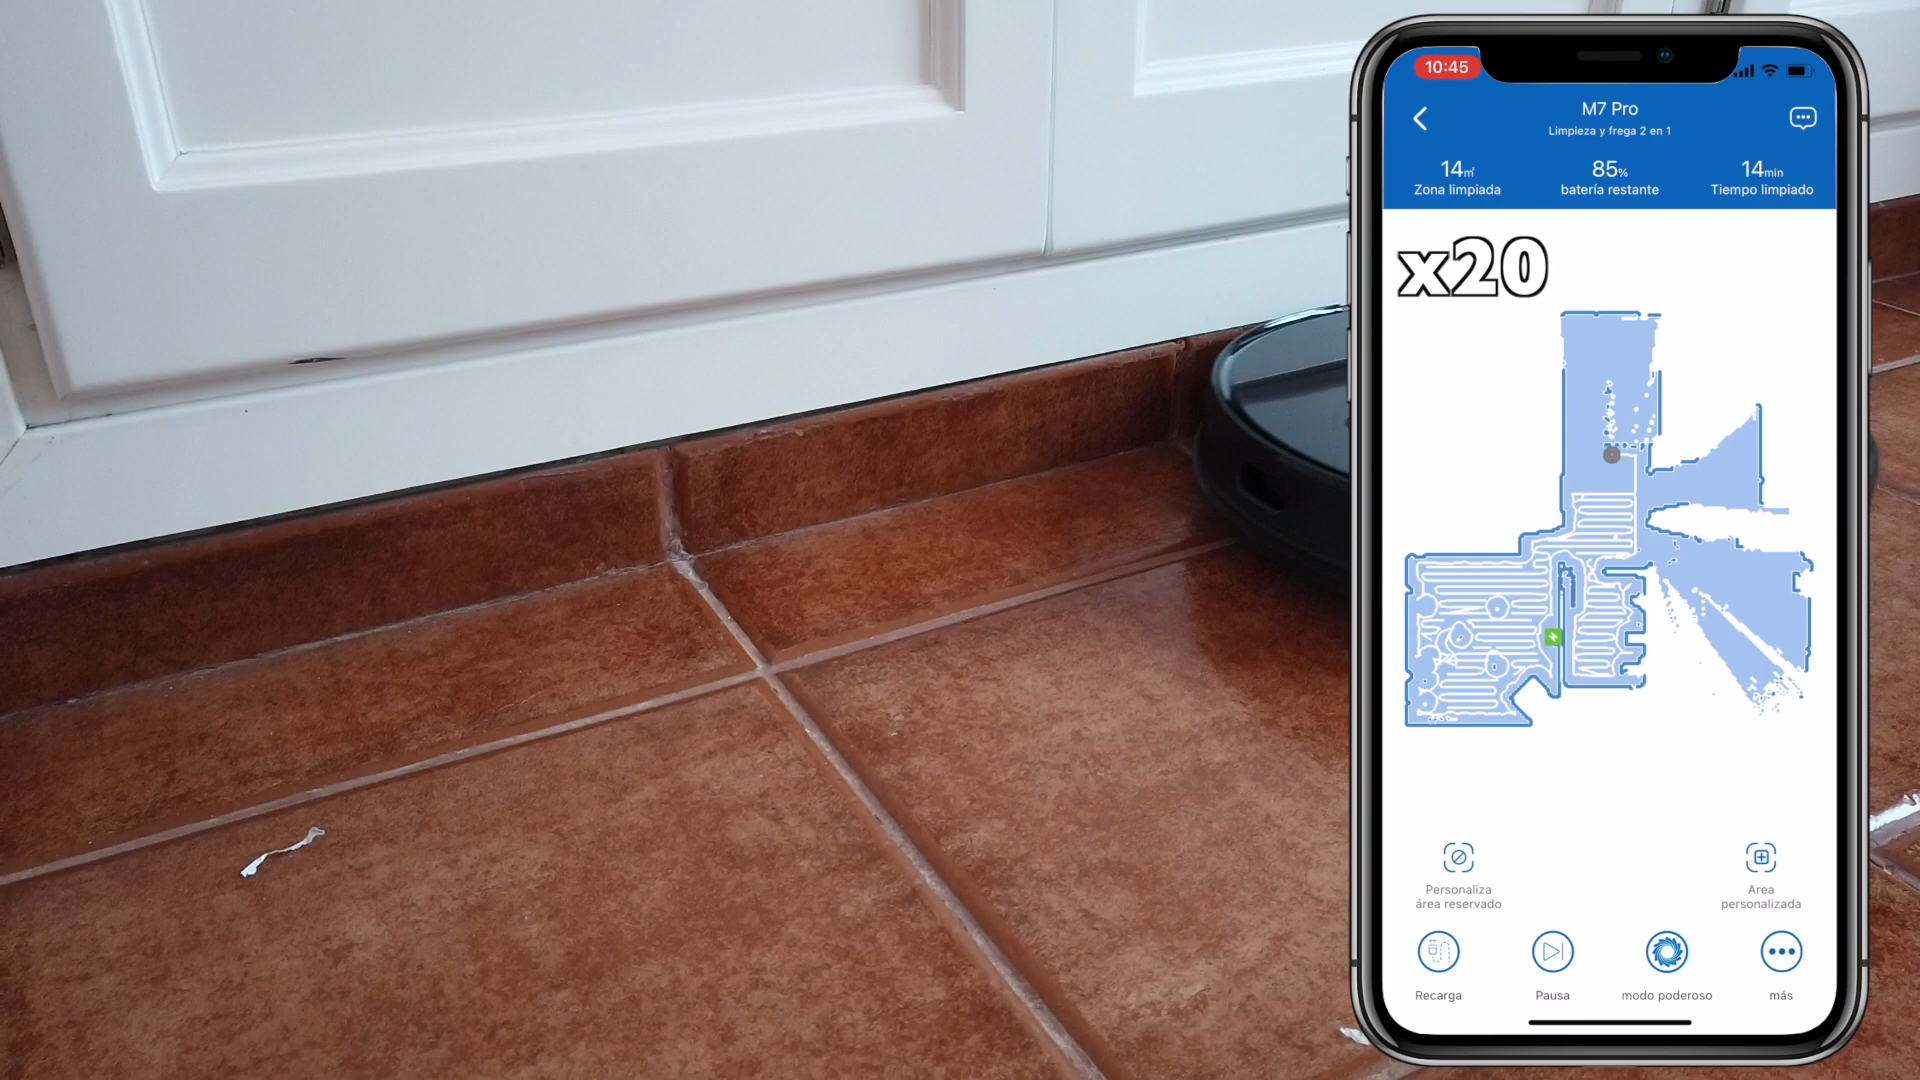 10:45
M7 Pro
Limpieza y frega 2 en 1
14㎡ 85% 14min
Zona limpiada batería restante Tiempo limpiado
x20
Personaliza
área reservado
Area
personalizada
Recarga Pausa modo poderoso más